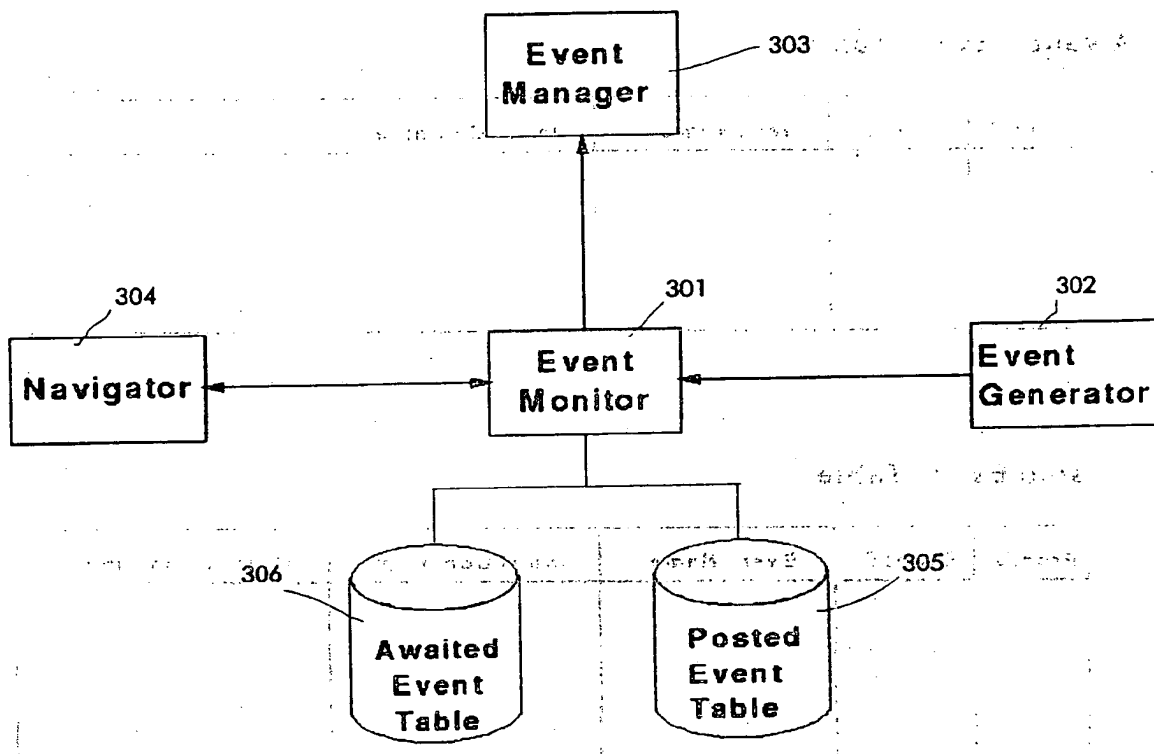 303
Event
Manager
304
301
302
Navigator
Event
Monitor
Event
Generator
306
305
Awaited
Event
Table
Posted
Event
Table